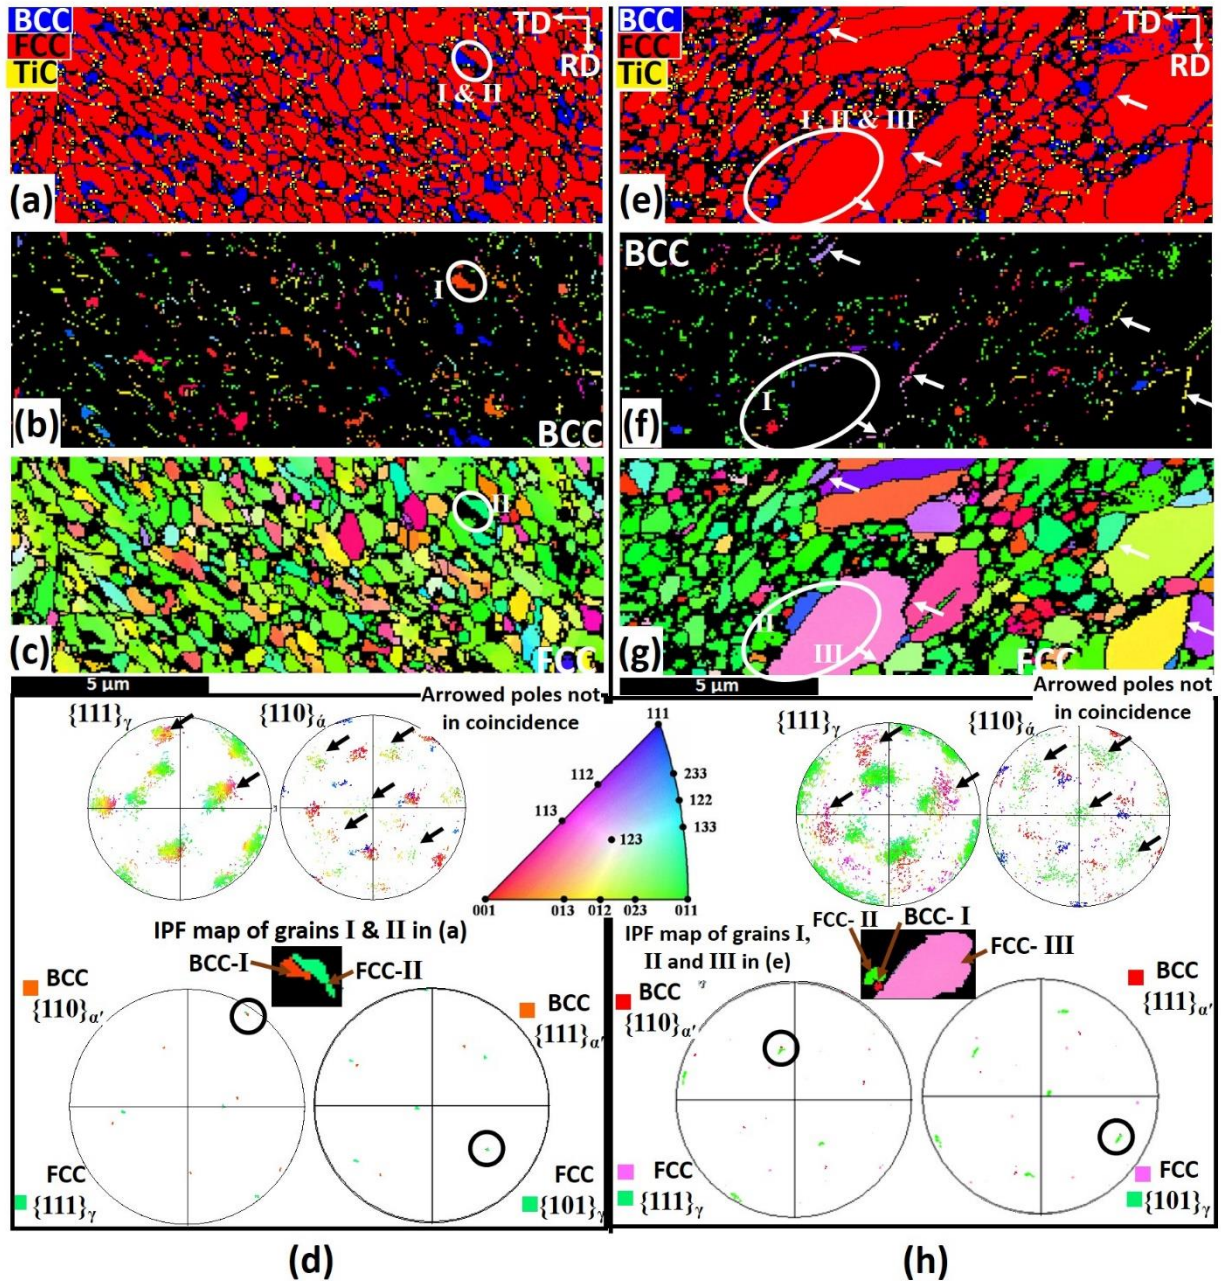 BCC
FCC
TiC
TD
RD
I & II
(a)
I
(b)
BCC
II
(c)
FCC
5 µm
Arrowed poles not
in coincidence
{111}γ
{110}ά
IPF map of grains I & II in (a)
BCC-I
FCC-II
BCC
{110}α'
BCC
{111}α'
FCC
{111}γ
FCC
{101}γ
(d)
111
112
233
122
113
133
123
001
013
012
023
011
BCC
FCC
TiC
TD
RD
I II & III
(e)
BCC
I
(f)
II
III
(g)
FCC
5 µm
Arrowed poles not
in coincidence
{111}γ
{110}ά
IPF map of grains I,
II and III in (e)
FCC- II
BCC- I
FCC- III
BCC
{110}α'
BCC
{111}α'
FCC
{111}γ
FCC
{101}γ
(h)